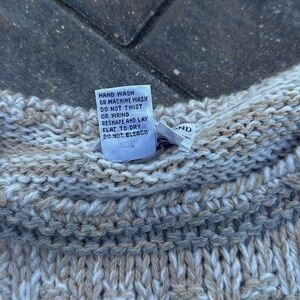 HAND WASH
OR MACHINE WASH
DO NOT TWIST
OR WRING
RESHAPE AND LAY
FLAT TO DRY
DO NOT BLEACH